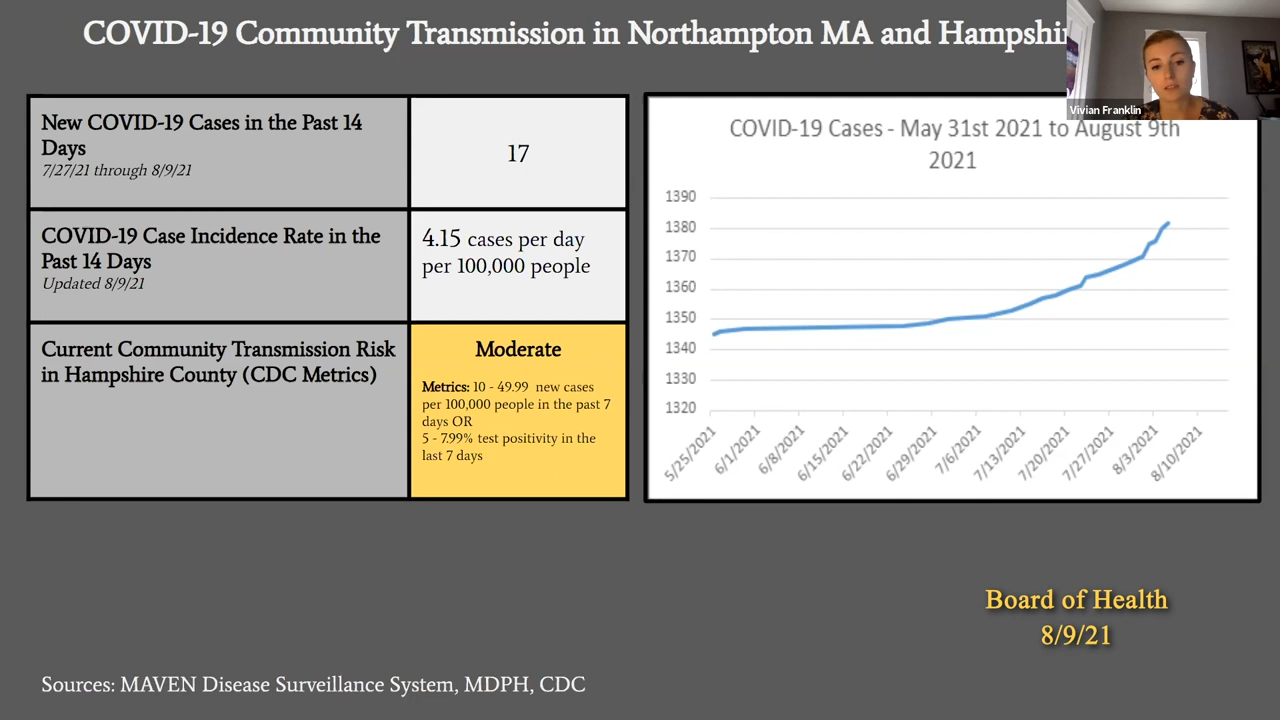 COVID-19 Community Transmission in Northampton MA and Hampshir
Vivian Franklin
New COVID-19 Cases in the Past 14
Days
7/27/21 through 8/9/21
17
COVID-19 Case Incidence Rate in the
Past 14 Days
Updated 8/9/21
4.15 cases per day
per 100,000 people
Current Community Transmission Risk
in Hampshire County (CDC Metrics)
Moderate
Metrics: 10 - 49.99 new cases
per 100,000 people in the past 7
days OR
5 - 7.99% test positivity in the
last 7 days
COVID-19 Cases - May 31st 2021 to August 9th
2021
1390
1380
1370
1360
1350
1340
1330
1320
5/25/2021
6/1/2021
6/8/2021
6/15/2021
6/22/2021
6/29/2021
7/6/2021
7/13/2021
7/20/2021
7/27/2021
8/3/2021
8/10/2021
Board of Health
8/9/21
Sources: MAVEN Disease Surveillance System, MDPH, CDC